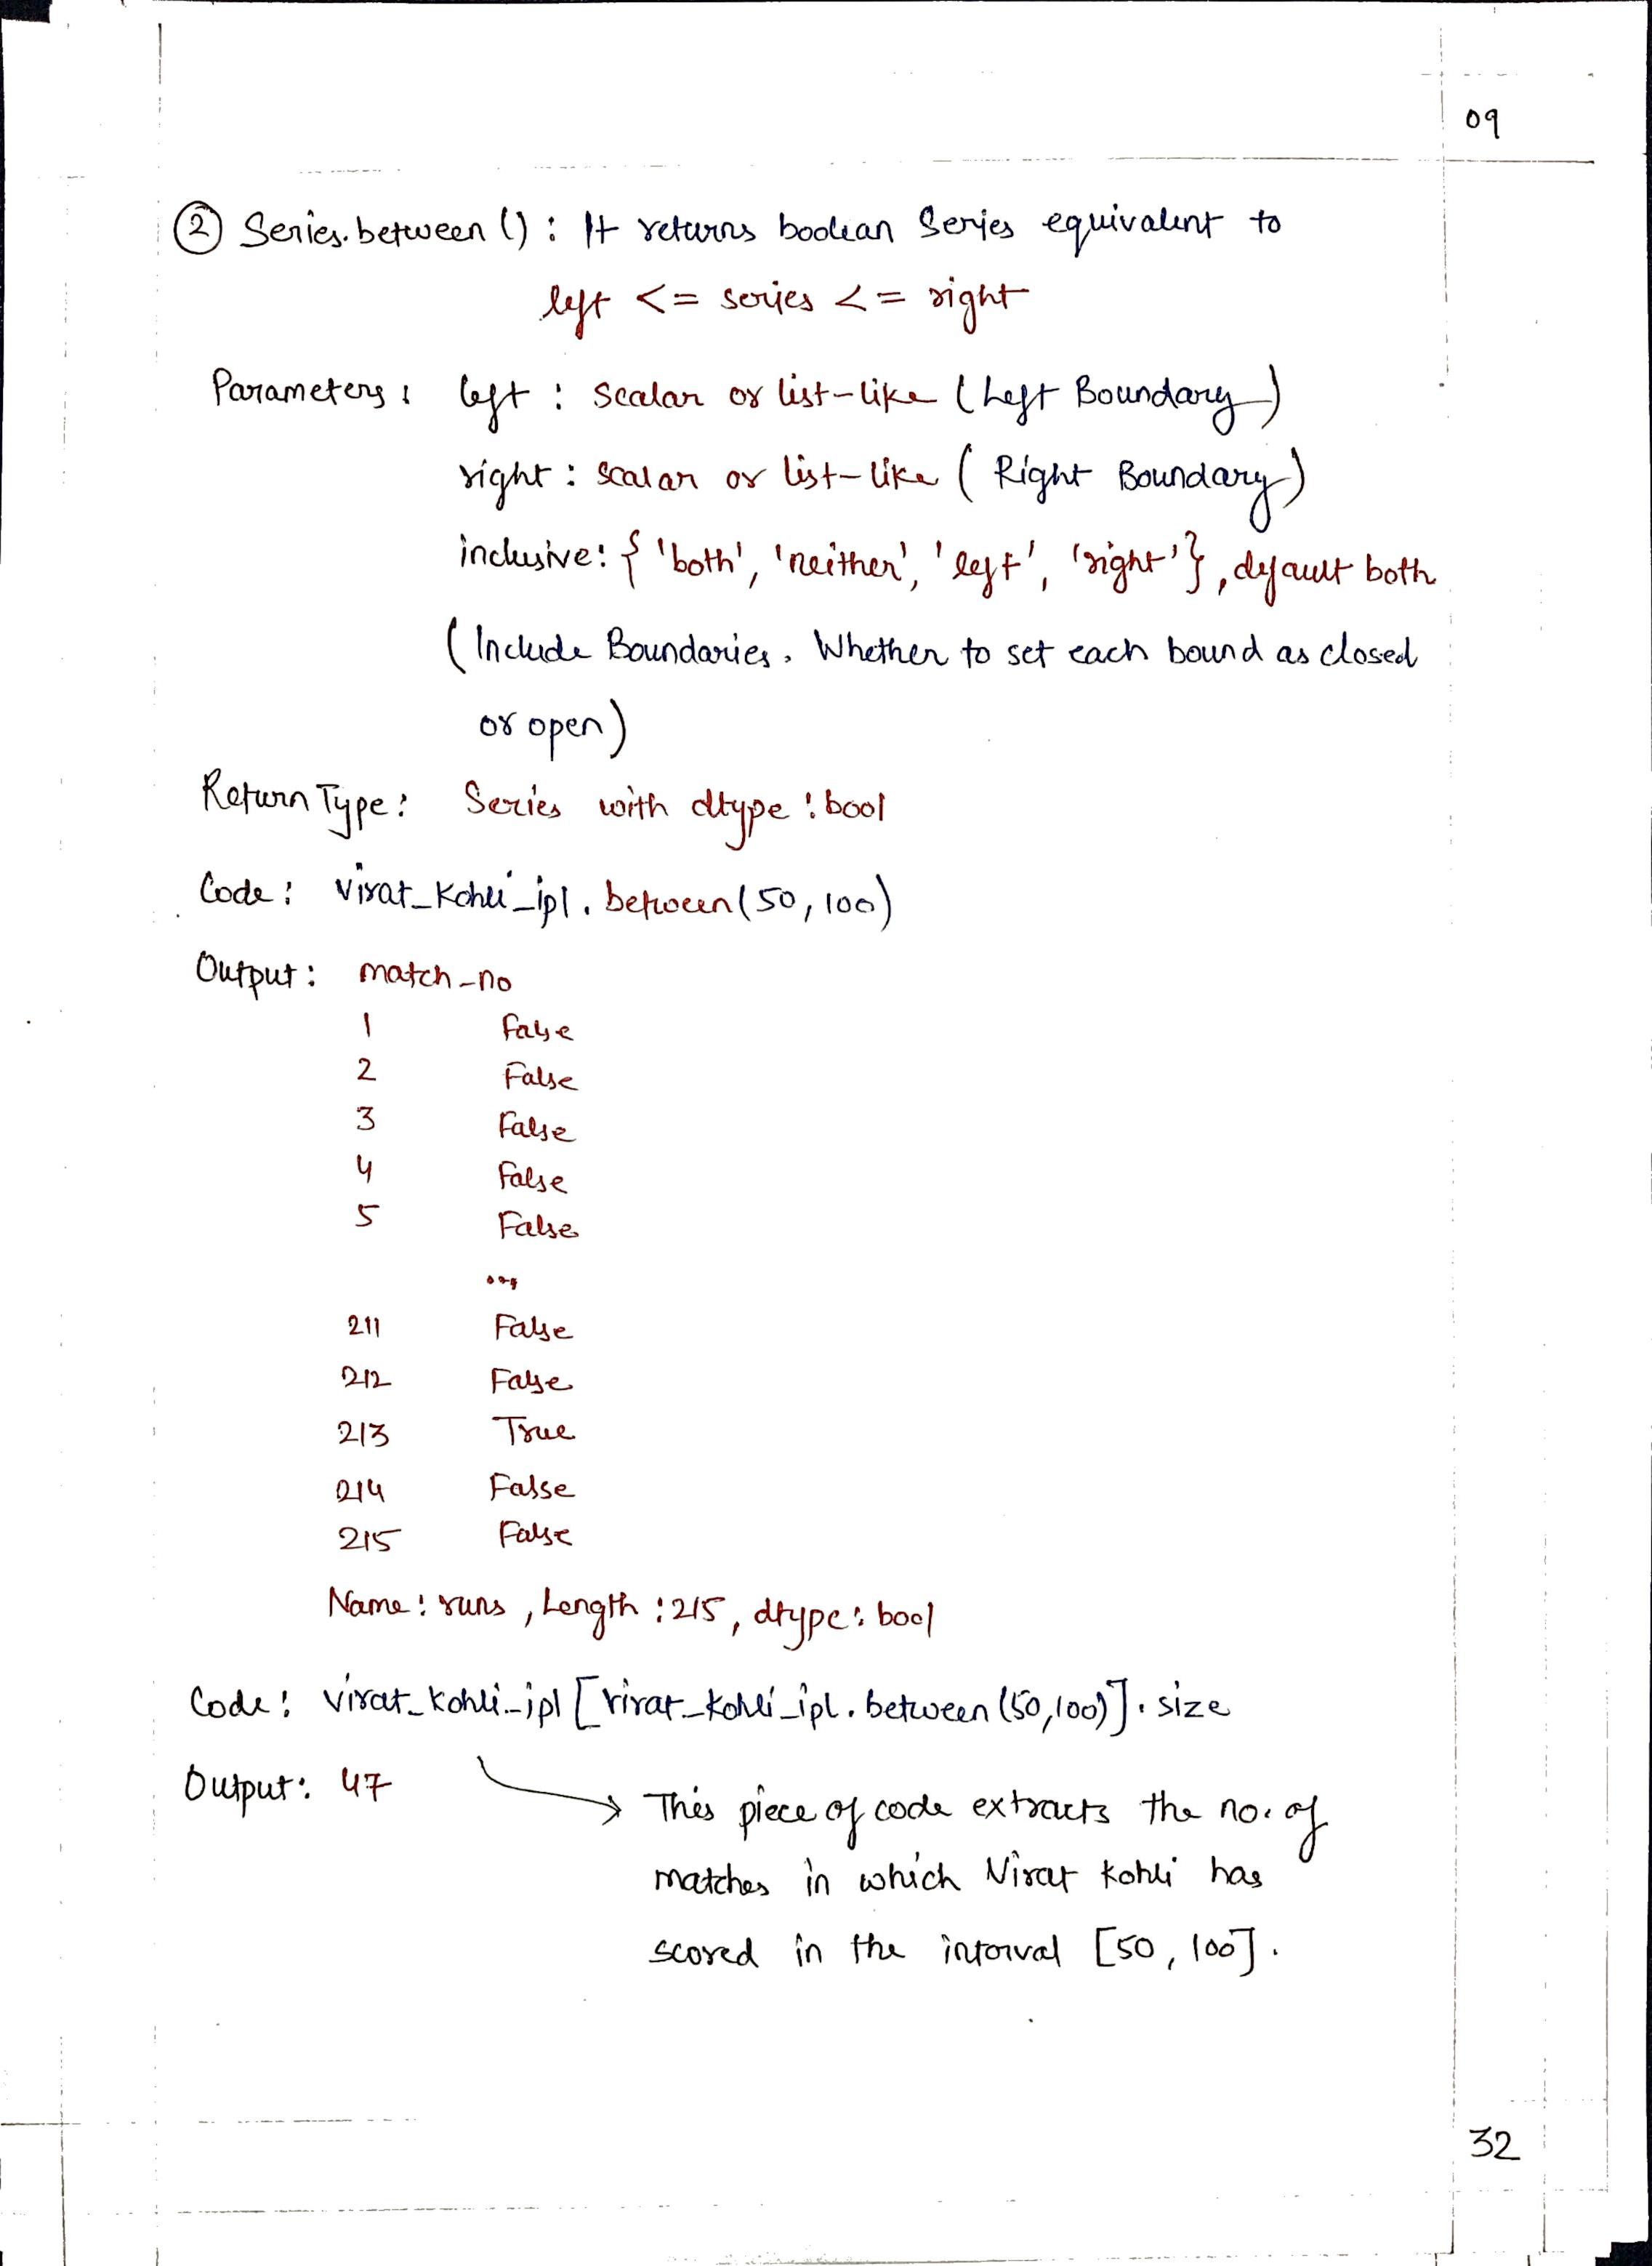 09
② Series.between () : It returns boolean Series equivalent to
left <= series <= right
Parameters : left : Scalar or list-like (Left Boundary)
right : scalar or list-like (Right Boundary)
inclusive: { 'both', 'neither', 'left', 'right'}, default both
(Include Boundaries. Whether to set each bound as closed
or open)
Return Type: Series with dtype : bool
Code : virat_kohli_ipl.between(50, 100)
Output : match_no
1 False
2 False
3 False
4 False
5 False
...
211 False
212 False
213 True
214 False
215 False
Name : runs , Length : 215, dtype : bool
Code : virat_kohli_ipl [virat_kohli_ipl.between (50,100)].size
Output: 47 → This piece of code extracts the no. of
matches in which Virat Kohli has
scored in the interval [50, 100].
32